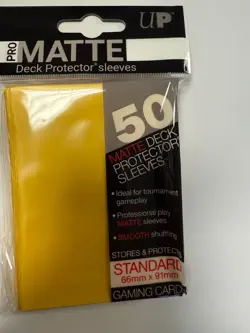 UP
PRO MATTE
Deck Protector® sleeves
50
MATTE DECK
PROTECTOR
SLEEVES
• Ideal for tournament
gameplay
• Professional play
MATTE sleeves
• SMOOTH shuffling
STORES & PROTECTS
STANDARD
66mm x 91mm
GAMING CARDS